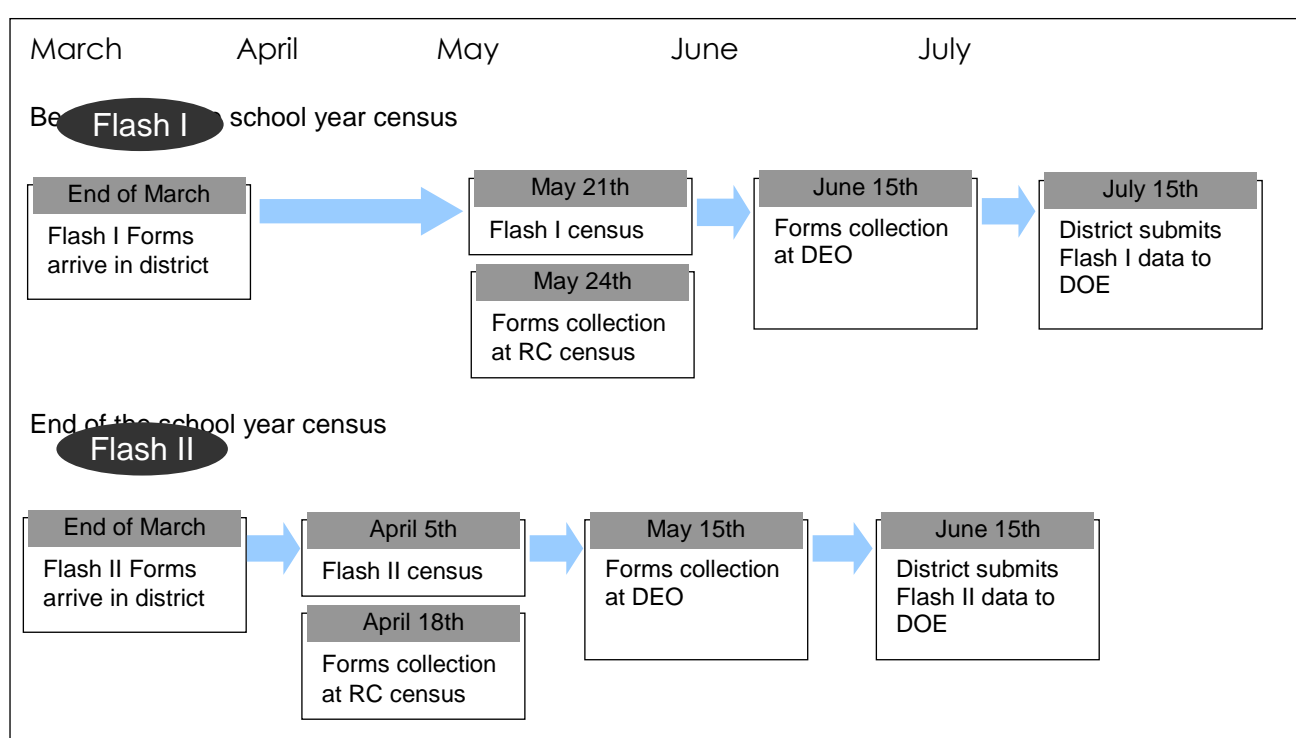 March April May June July
Be school year census
Flash I
End of March
Flash I Forms
arrive in district
May 21th
Flash I census
May 24th
Forms collection
at RC census
June 15th
Forms collection
at DEO
July 15th
District submits
Flash I data to
DOE
End of the school year census
Flash II
End of March
Flash II Forms
arrive in district
April 5th
Flash II census
April 18th
Forms collection
at RC census
May 15th
Forms collection
at DEO
June 15th
District submits
Flash II data to
DOE